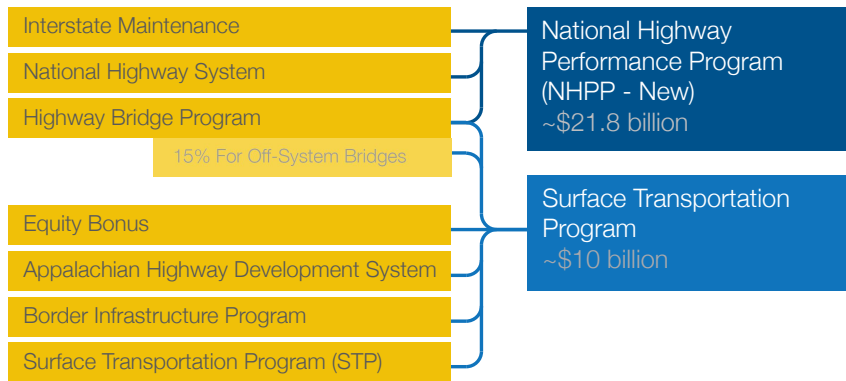 Interstate Maintenance
National Highway System
Highway Bridge Program
15% For Off-System Bridges
Equity Bonus
Appalachian Highway Development System
Border Infrastructure Program
Surface Transportation Program (STP)
National Highway
Performance Program
(NHPP - New)
~$21.8 billion
Surface Transportation
Program
~$10 billion